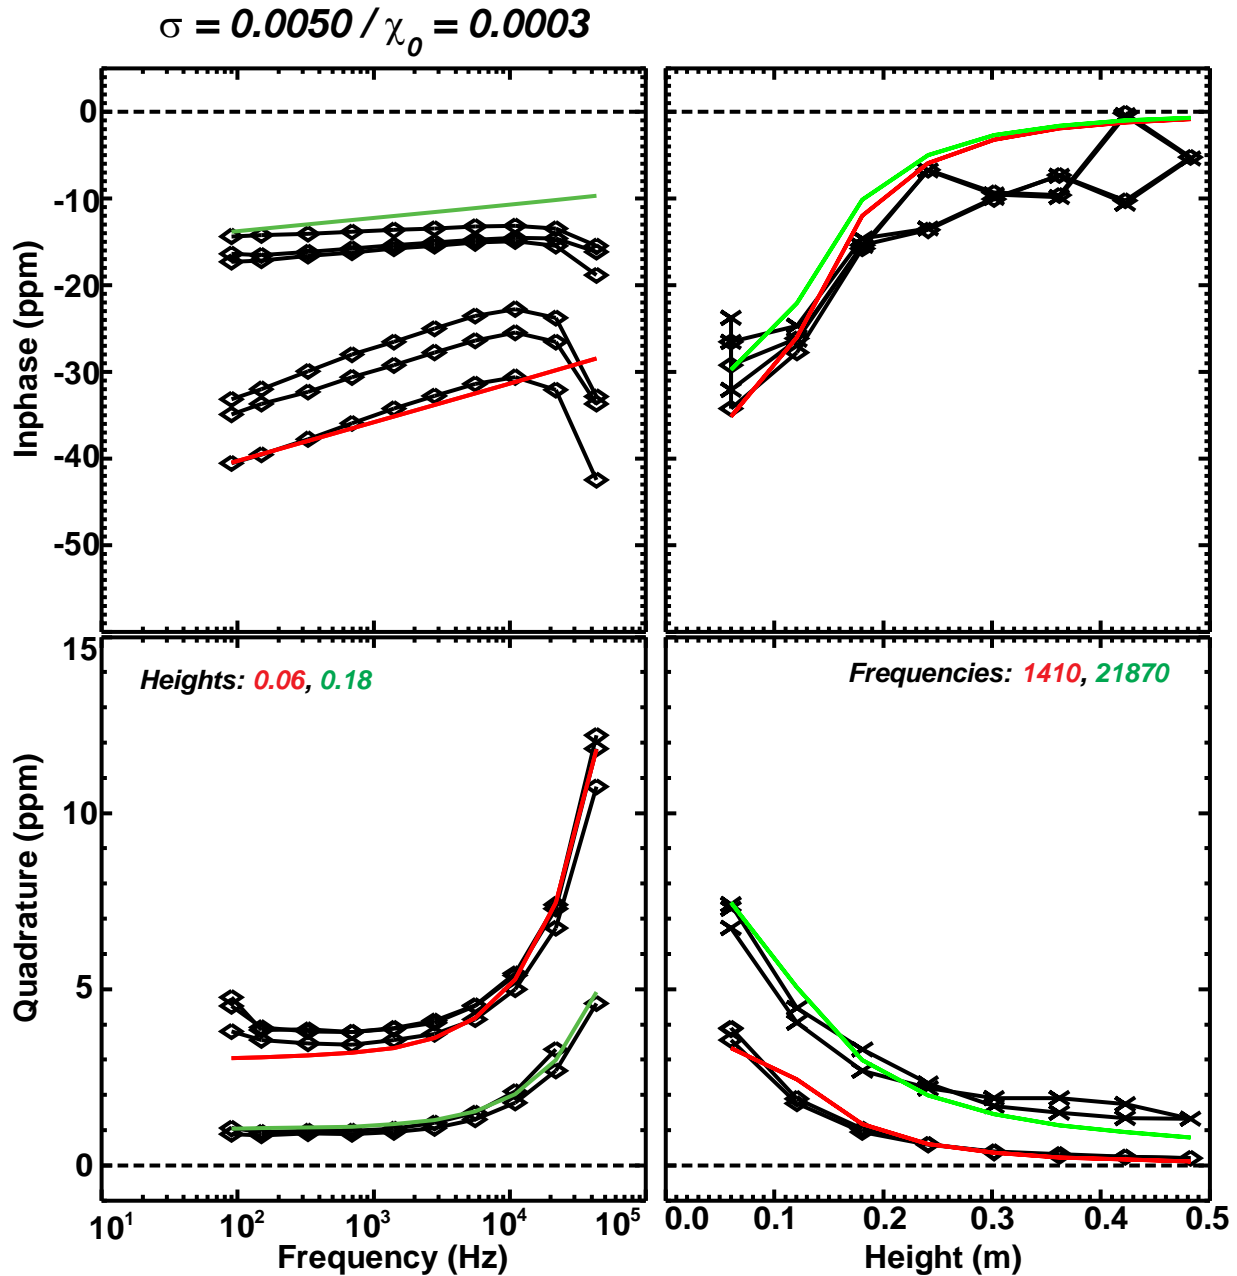 σ = 0.0050 / χ₀ = 0.0003
Inphase (ppm)
0
-10
-20
-30
-40
-50
Quadrature (ppm)
15
10
5
0
Heights: 0.06, 0.18
Frequencies: 1410, 21870
10¹ 10² 10³ 10⁴ 10⁵
0.0 0.1 0.2 0.3 0.4 0.5
Frequency (Hz)
Height (m)